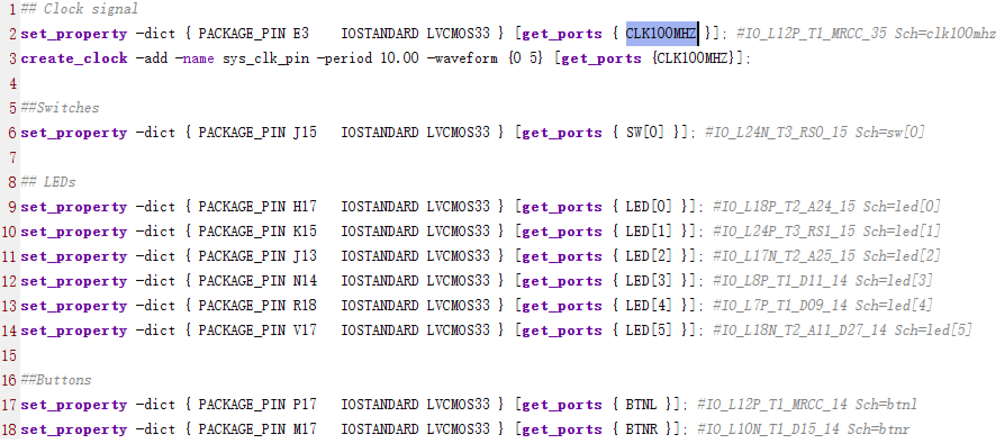 1 ## Clock signal
2 set_property -dict { PACKAGE_PIN E3    IOSTANDARD LVCMOS33 } [get_ports { CLK100MHZ }]; #IO_L12P_T1_MRCC_35 Sch=clk100mhz
3 create_clock -add -name sys_clk_pin -period 10.00 -waveform {0 5} [get_ports {CLK100MHZ}];
4
5 ##Switches
6 set_property -dict { PACKAGE_PIN J15   IOSTANDARD LVCMOS33 } [get_ports { SW[0] }]; #IO_L24N_T3_RS0_15 Sch=sw[0]
7
8 ## LEDs
9 set_property -dict { PACKAGE_PIN H17   IOSTANDARD LVCMOS33 } [get_ports { LED[0] }]; #IO_L18P_T2_A24_15 Sch=led[0]
10 set_property -dict { PACKAGE_PIN K15   IOSTANDARD LVCMOS33 } [get_ports { LED[1] }]; #IO_L24P_T3_RS1_15 Sch=led[1]
11 set_property -dict { PACKAGE_PIN J13   IOSTANDARD LVCMOS33 } [get_ports { LED[2] }]; #IO_L17N_T2_A25_15 Sch=led[2]
12 set_property -dict { PACKAGE_PIN N14   IOSTANDARD LVCMOS33 } [get_ports { LED[3] }]; #IO_L8P_T1_D11_14 Sch=led[3]
13 set_property -dict { PACKAGE_PIN R18   IOSTANDARD LVCMOS33 } [get_ports { LED[4] }]; #IO_L7P_T1_D09_14 Sch=led[4]
14 set_property -dict { PACKAGE_PIN V17   IOSTANDARD LVCMOS33 } [get_ports { LED[5] }]; #IO_L18N_T2_A11_D27_14 Sch=led[5]
15
16 ##Buttons
17 set_property -dict { PACKAGE_PIN P17   IOSTANDARD LVCMOS33 } [get_ports { BTNL }]; #IO_L12P_T1_MRCC_14 Sch=btnl
18 set_property -dict { PACKAGE_PIN M17   IOSTANDARD LVCMOS33 } [get_ports { BTNR }]; #IO_L10N_T1_D15_14 Sch=btnr